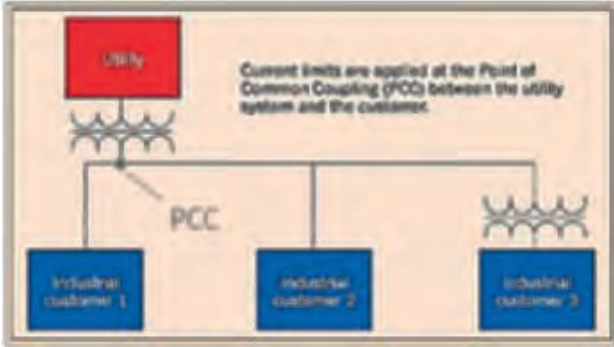 Utility
Current limits are applied at the Point of
Common Coupling (PCC) between the utility
system and the customer.
PCC
Industrial
customer 1
Industrial
customer 2
Industrial
customer 3